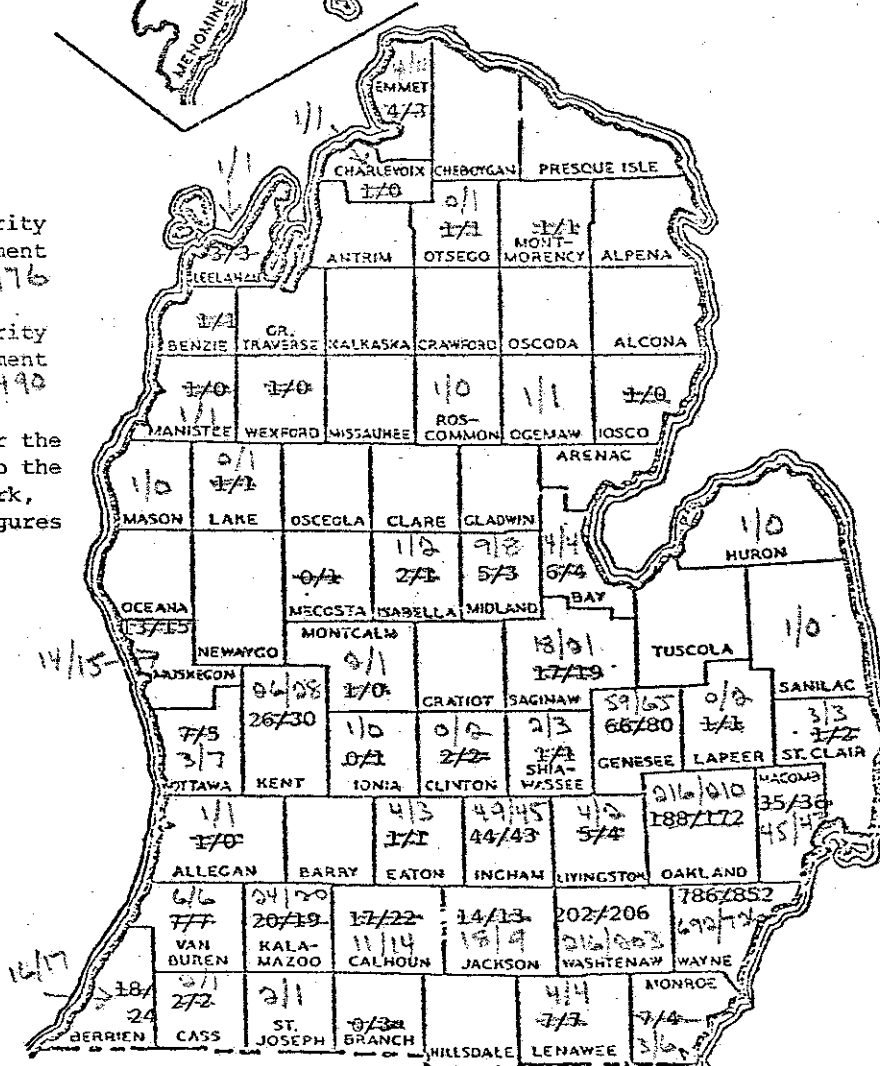 MENOMINE
EMMET
4/3
1/1
CHARLEVOIX
1/0
CHEBOYGAN
PRESQUE ISLE
1/1
3/3
LEELANAU
ANTRIM
0/1
1/1
OTSEGO
1/1
MONT-
MORENCY
ALPENA
rity
ment
176
rity
ment
490
r the
o the
rk,
gures
1/1
BENZIE
GR.
TRAVERSE
KALKASKA
CRAWFORD
OSCODA
ALCONA
1/0
1/1
MANISTEE
1/0
WEXFORD
MISSAUKEE
1/0
ROS-
COMMON
1/1
OGEMAW
1/0
IOSCO
ARENAC
1/0
MASON
0/1
1/1
LAKE
OSCEOLA
CLARE
GLADWIN
1/0
HURON
OCEANA
NEWAYGO
0/1
MECOSTA
1/2
2/1
ISABELLA
9/8
5/3
MIDLAND
4/4
6/4
BAY
13/15
14/15
MUSKEGON
MONTCALM
2/1
1/0
GRATIOT
18/21
17/19
SAGINAW
TUSCOLA
1/0
SANILAC
7/5
3/7
OTTAWA
26/28
26/30
KENT
1/0
0/1
IONIA
0/2
2/2
CLINTON
2/3
1/1
SHIA-
WASSEE
59/65
66/80
GENESEE
0/2
1/1
LAPEER
3/3
1/2
ST. CLAIR
1/1
1/0
ALLEGAN
BARRY
4/3
1/1
EATON
49/45
44/43
INGHAM
4/2
5/4
LIVINGSTON
216/210
188/172
OAKLAND
MACOMB
35/36
6/6
7/7
VAN
BUREN
24/20
20/19
KALA-
MAZOO
17/22
11/14
CALHOUN
14/13
18/9
JACKSON
202/206
216/203
WASHTENAW
786/852
WAYNE
16/17
18/
24
BERRIEN
2/1
2/2
CASS
2/1
ST.
JOSEPH
0/3
BRANCH
HILLSDALE
4/4
7/7
LENAWEE
MONROE
7/4
3/6